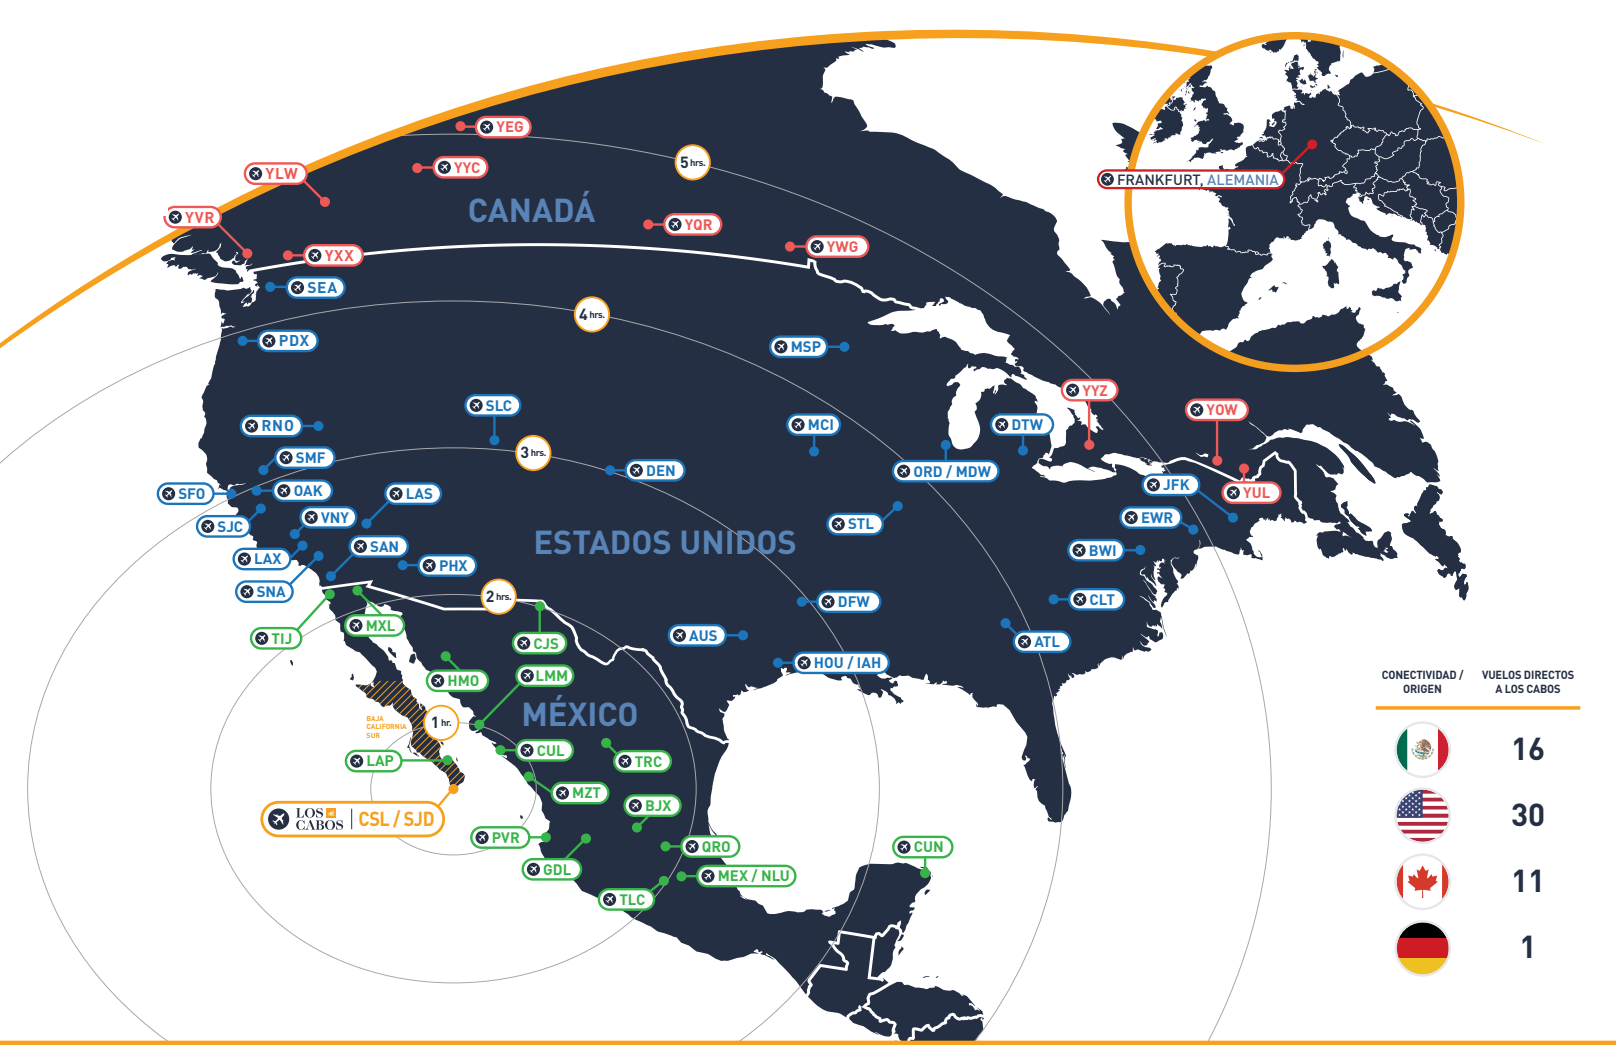 YEG
5 hrs.
YYC
YLW
FRANKFURT, ALEMANIA
CANADÁ
YVR
YQR
YWG
YXX
SEA
4 hrs.
PDX
MSP
YYZ
SLC
YOW
RNO
MCI
DTW
3 hrs.
SMF
DEN
ORD / MDW
JFK
SFO
OAK
LAS
YUL
VNY
EWR
SJC
STL
ESTADOS UNIDOS
SAN
BWI
LAX
PHX
SNA
2 hrs.
CLT
DFW
MXL
TIJ
CJS
AUS
ATL
HOU / IAH
LMM
HMO
CONECTIVIDAD /
ORIGEN
VUELOS DIRECTOS
A LOS CABOS
MÉXICO
1 hr.
BAJA
CALIFORNIA
SUR
CUL
16
LAP
TRC
MZT
BJX
LOS
CABOS
CSL / SJD
30
PVR
QRO
CUN
GDL
MEX / NLU
11
TLC
1